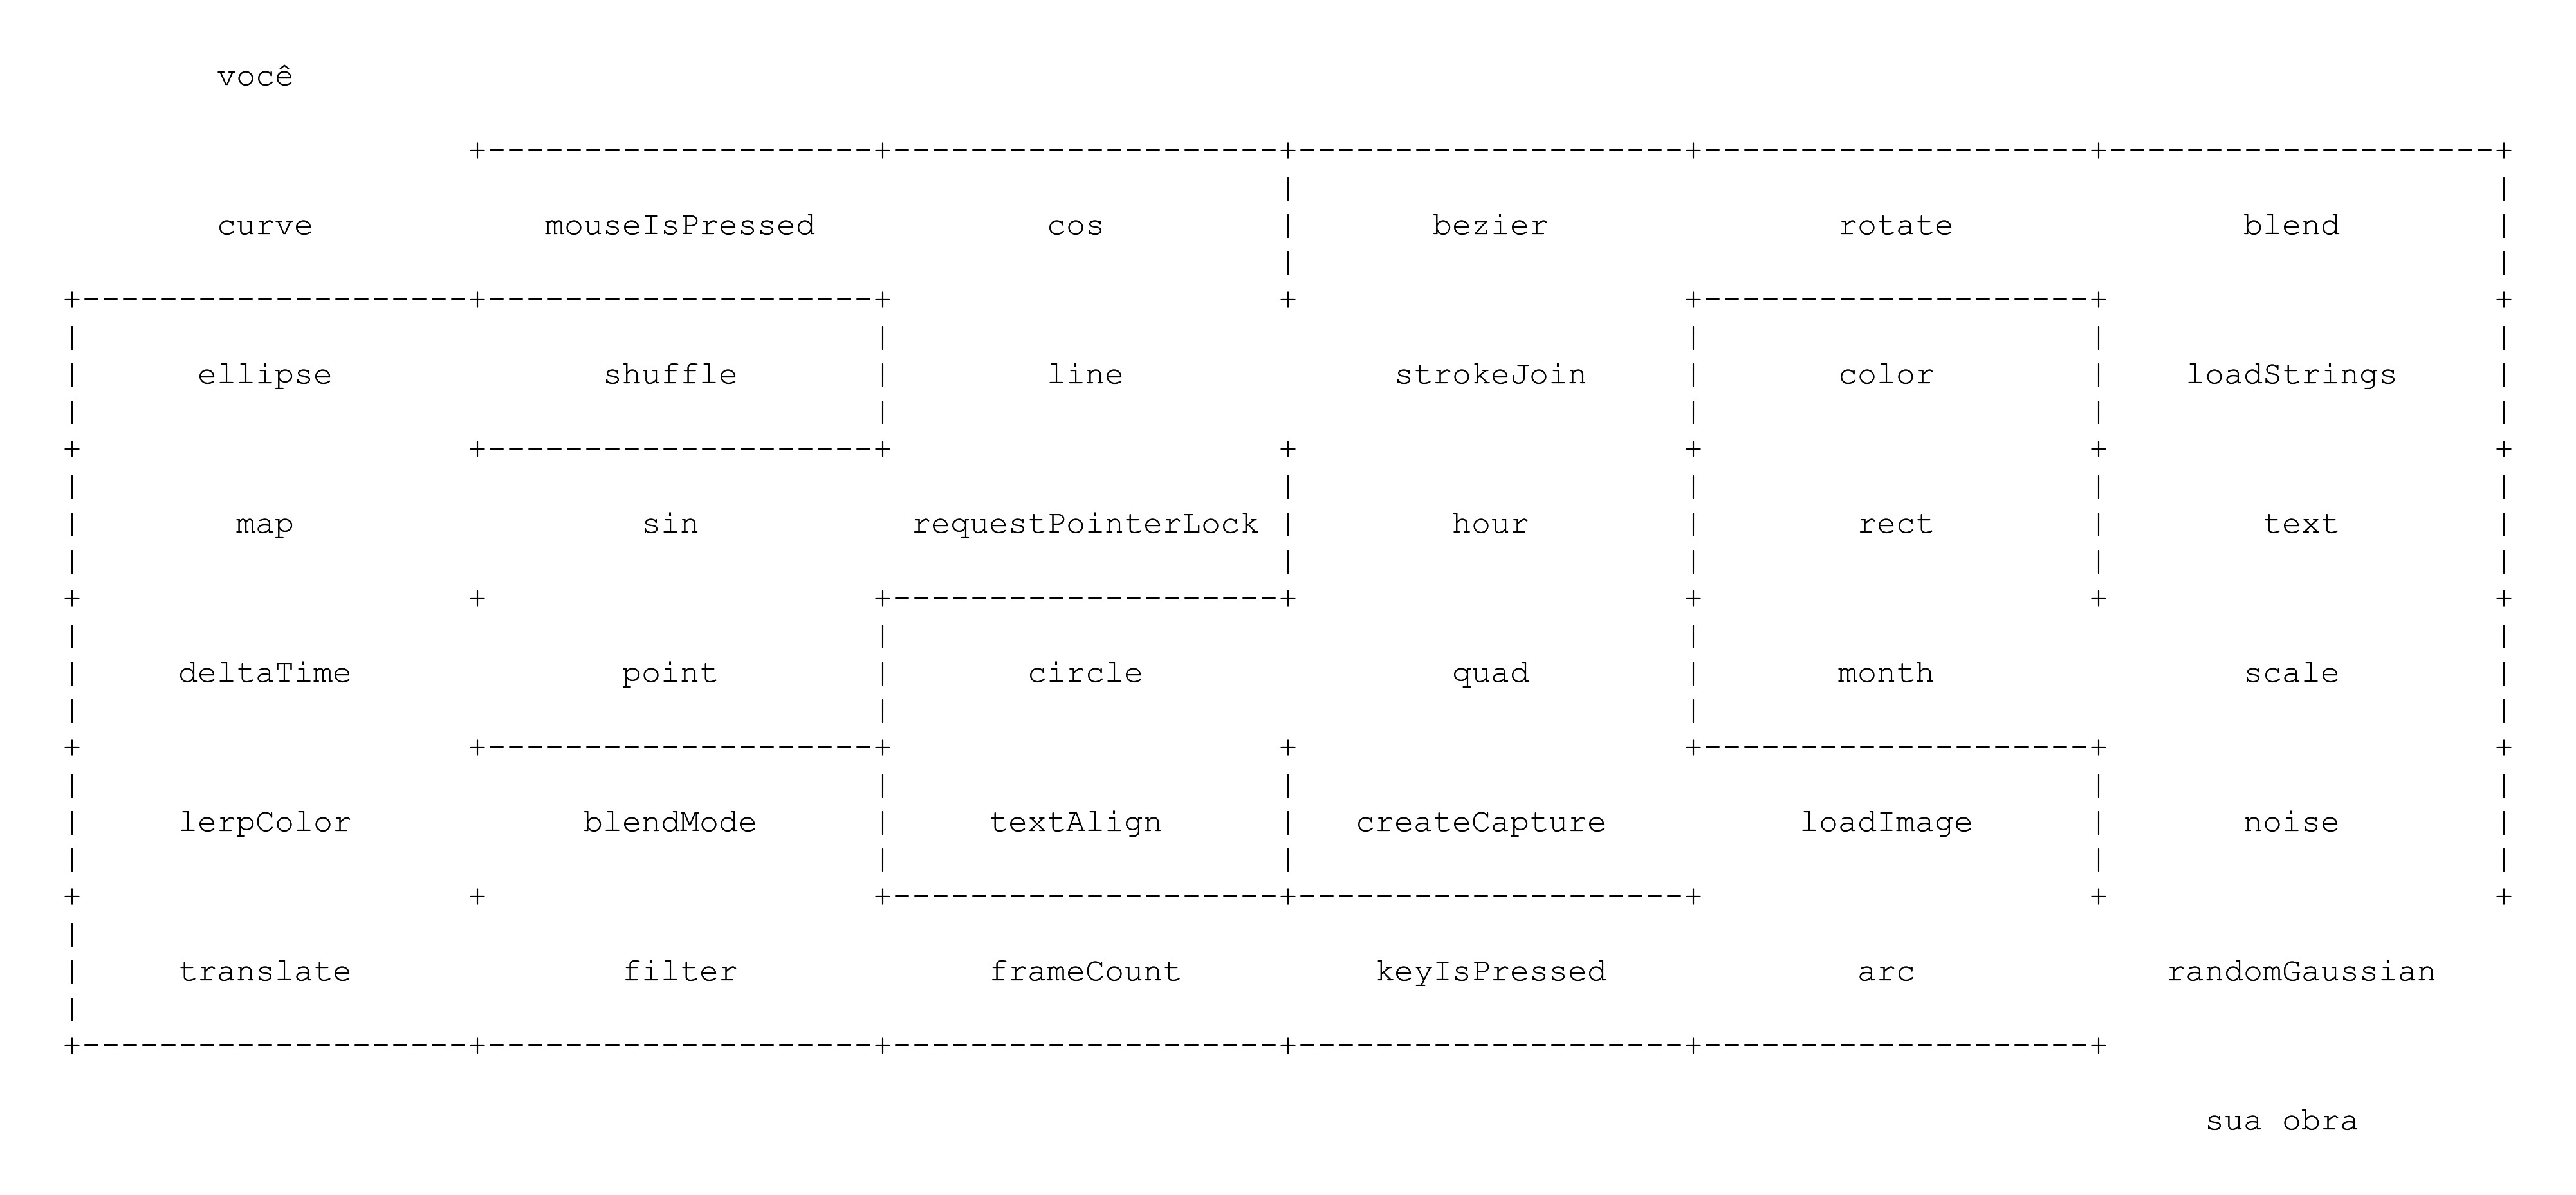 você
curve mouseIsPressed cos bezier rotate blend
ellipse shuffle line strokeJoin color loadStrings
map sin requestPointerLock hour rect text
deltaTime point circle quad month scale
lerpColor blendMode textAlign createCapture loadImage noise
translate filter frameCount keyIsPressed arc randomGaussian
sua obra